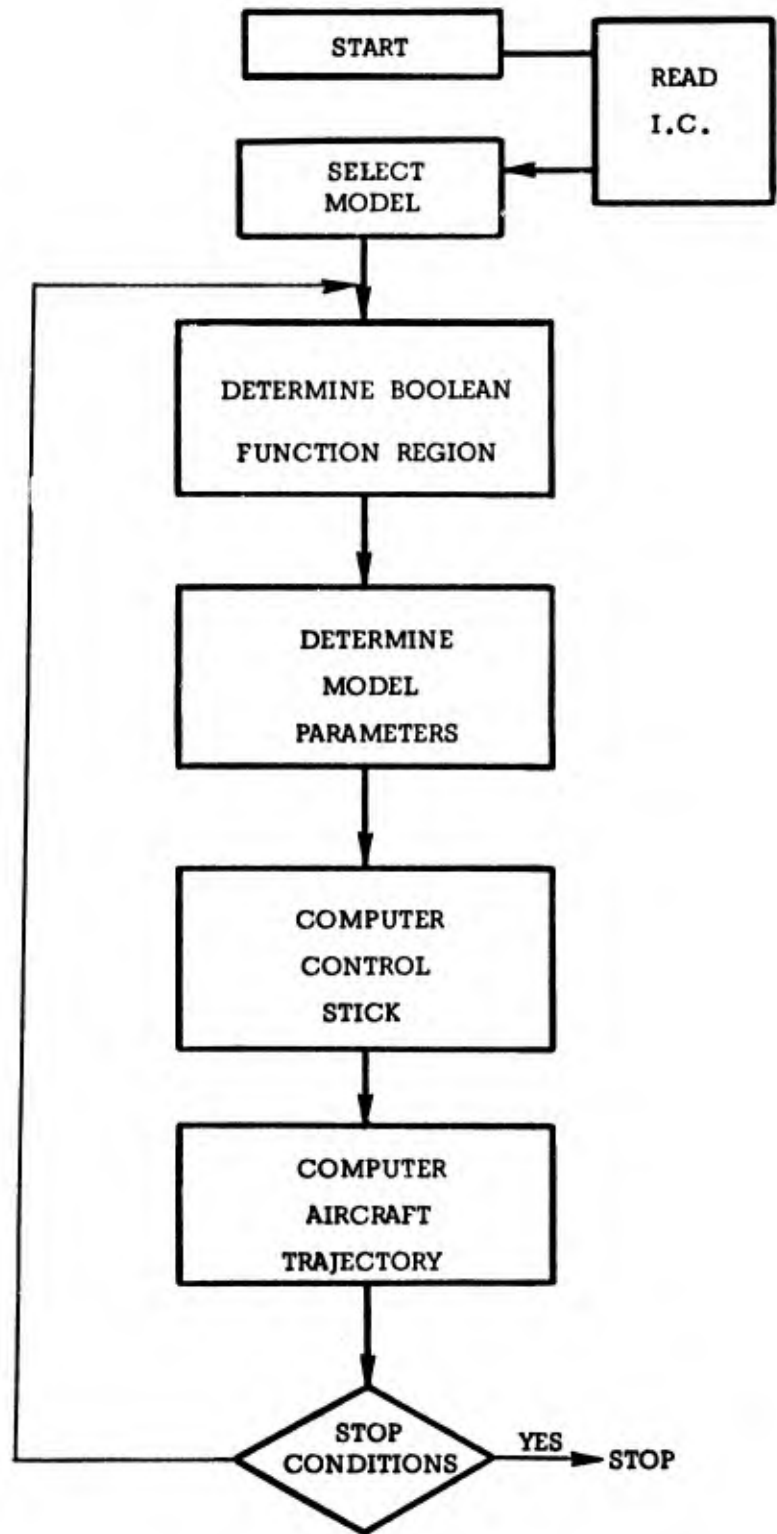 START
READ
I.C.
SELECT
MODEL
DETERMINE BOOLEAN
FUNCTION REGION
DETERMINE
MODEL
PARAMETERS
COMPUTER
CONTROL
STICK
COMPUTER
AIRCRAFT
TRAJECTORY
STOP
CONDITIONS
YES
STOP